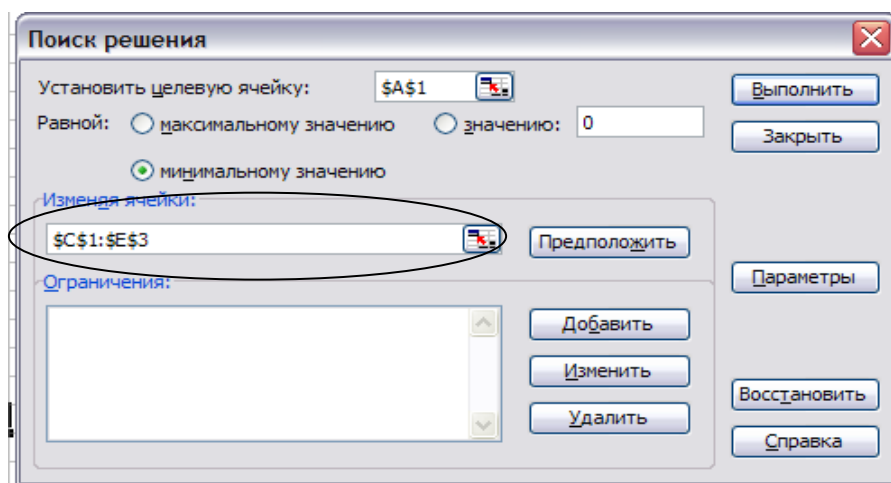 Поиск решения
Установить целевую ячейку: $A$1 Выполнить
Равной: максимальному значению значению: 0 Закрыть
минимальному значению
Изменяя ячейки:
$C$1:$E$3 Предположить
Ограничения: Параметры
Добавить
Изменить
Восстановить
Удалить
Справка